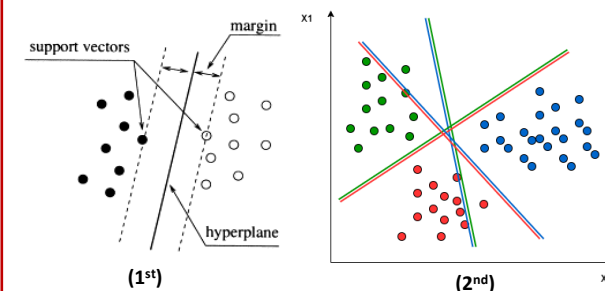 margin
support vectors
hyperplane
(1st)
X1
(2nd)
x